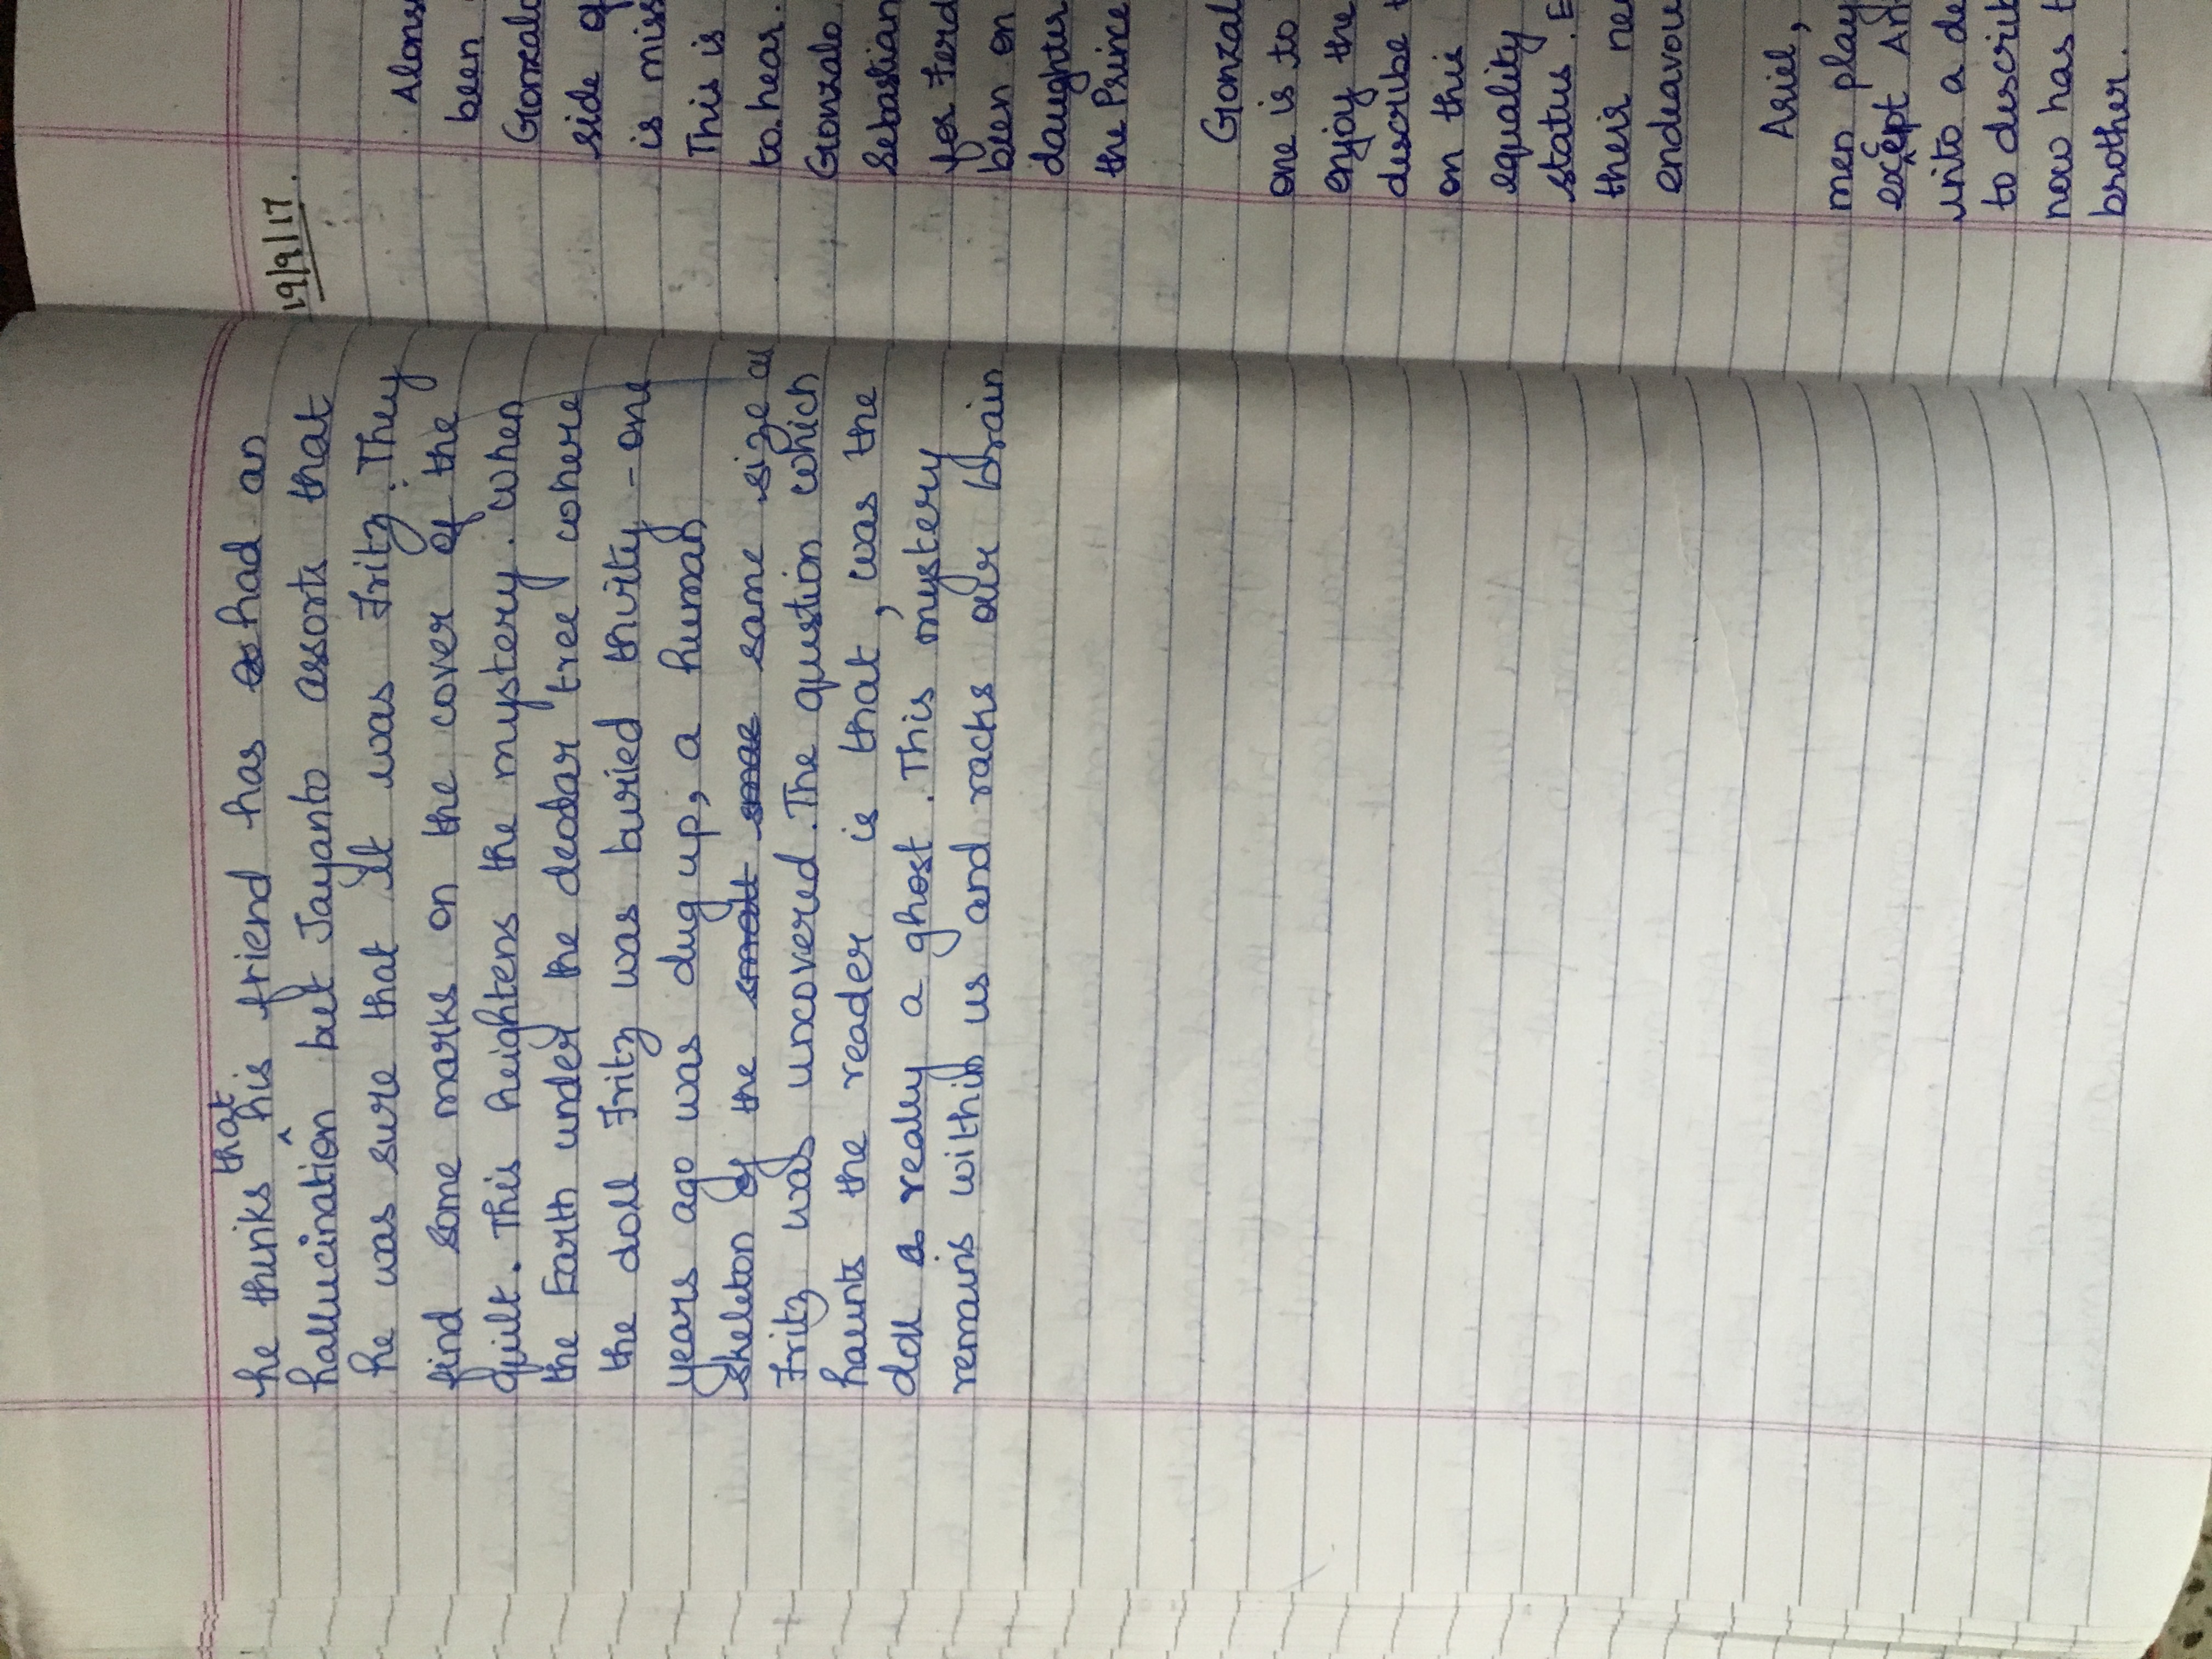 he thinks that his friend has had an
hallucination but Jayanto assorts that
he was sure that it was Fritz. They
find some marks on the cover of the
quilt. This heightens the mystery. When
the Earth under the deodar tree where
the doll Fritz was buried thirty-one
years ago was dug up, a human
skeleton of the small smae same size as
Fritz was uncovered. The question which
haunts the reader is that, was the
doll really a ghost. This mystery
remains within us and racks our brain
19/9/17.
Alons
been
Gonzalo
side of
is miss
This is
to hear.
Gonzalo
Sebastian
for Ferd
been on
daughter
the Prince
Gonzal
one is to
enjoy the
describe t
on this
equality
status. E
their ne
endeavou
Ariel,
men play
except An
into a de
to describ
now has t
brother.